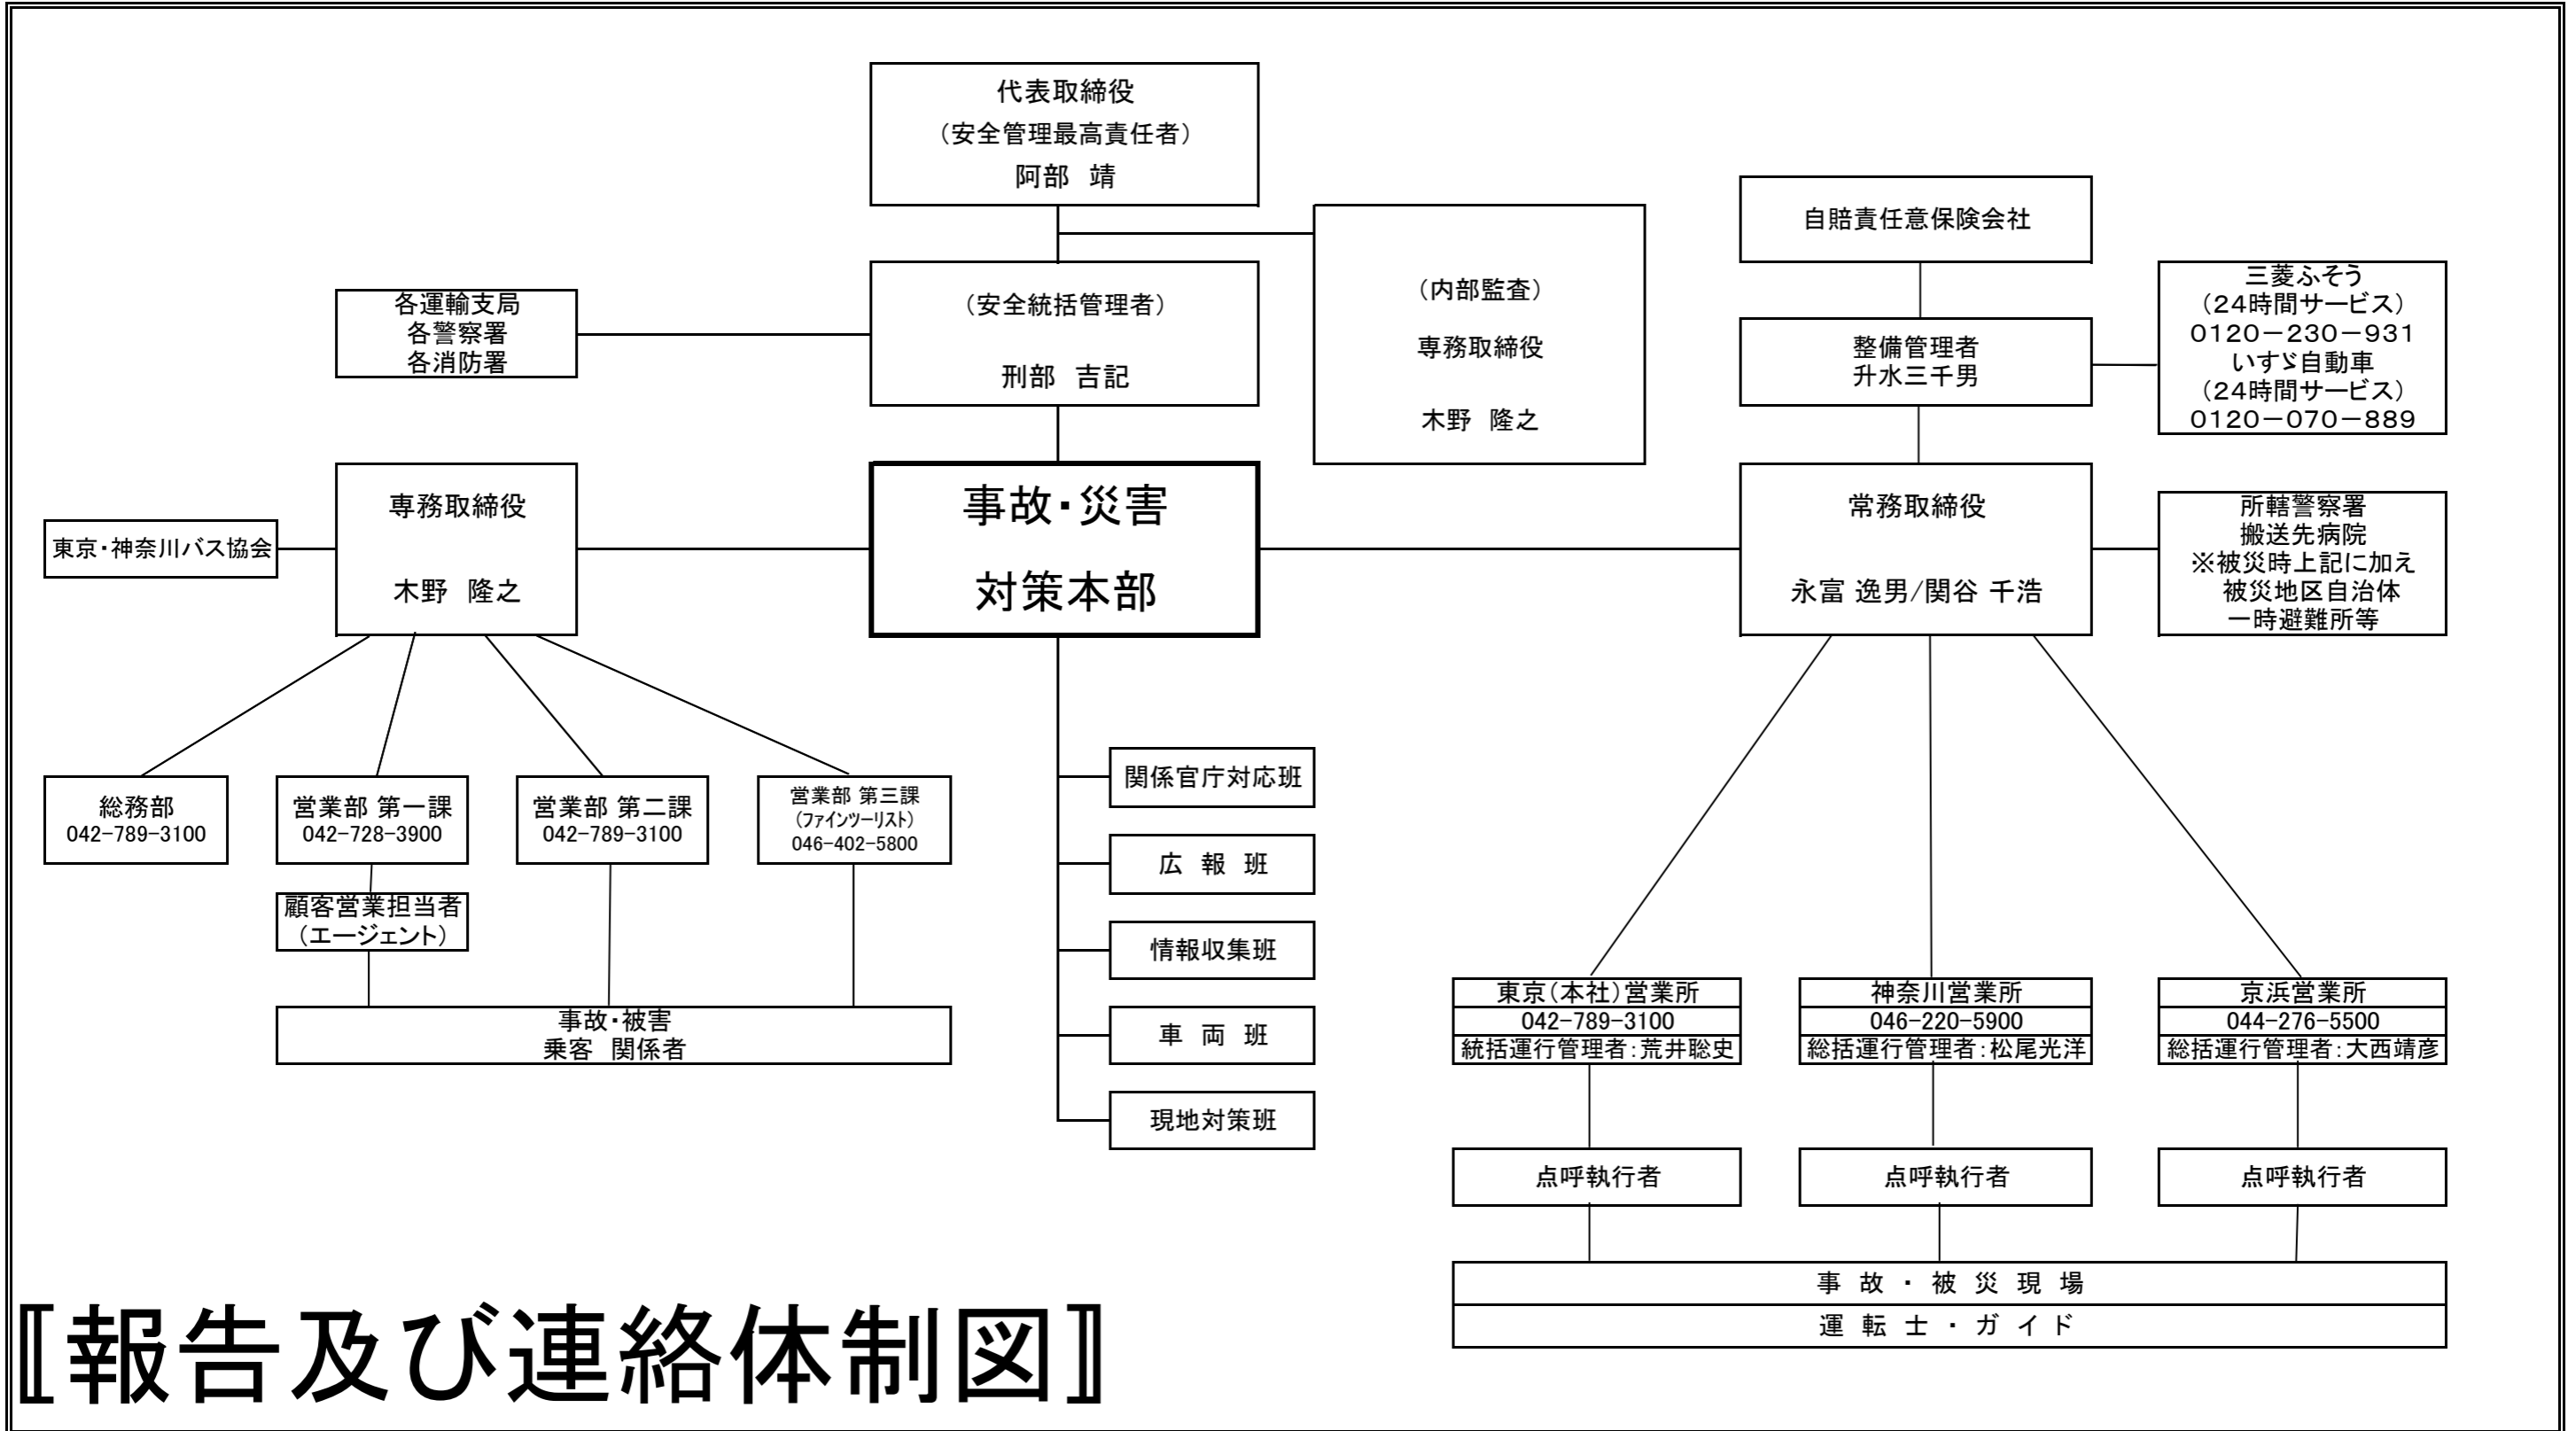 代表取締役
（安全管理最高責任者）
阿部　靖
自賠責任意保険会社
（内部監査）
専務取締役
木野　隆之
各運輸支局
各警察署
各消防署
（安全統括管理者）
刑部　吉記
整備管理者
升水三千男
三菱ふそう
（２４時間サービス）
０１２０－２３０－９３１
いすゞ自動車
（２４時間サービス）
０１２０－０７０－８８９
東京・神奈川バス協会
専務取締役
木野　隆之
事故・災害
対策本部
常務取締役
永富 逸男/関谷 千浩
所轄警察署
搬送先病院
※被災時上記に加え
被災地区自治体
一時避難所等
総務部
042-789-3100
営業部 第一課
042-728-3900
営業部 第二課
042-789-3100
営業部 第三課
（ファインツーリスト）
046-402-5800
顧客営業担当者
（エージェント）
事故・被害
乗客　関係者
関係官庁対応班
広　報　班
情報収集班
車　両　班
現地対策班
東京（本社）営業所
042-789-3100
統括運行管理者：荒井聡史
神奈川営業所
046-220-5900
総括運行管理者：松尾光洋
京浜営業所
044-276-5500
総括運行管理者：大西靖彦
点呼執行者
点呼執行者
点呼執行者
事　故　・　被　災　現　場
運　転　士　・　ガ　イ　ド
〚報告及び連絡体制図〛